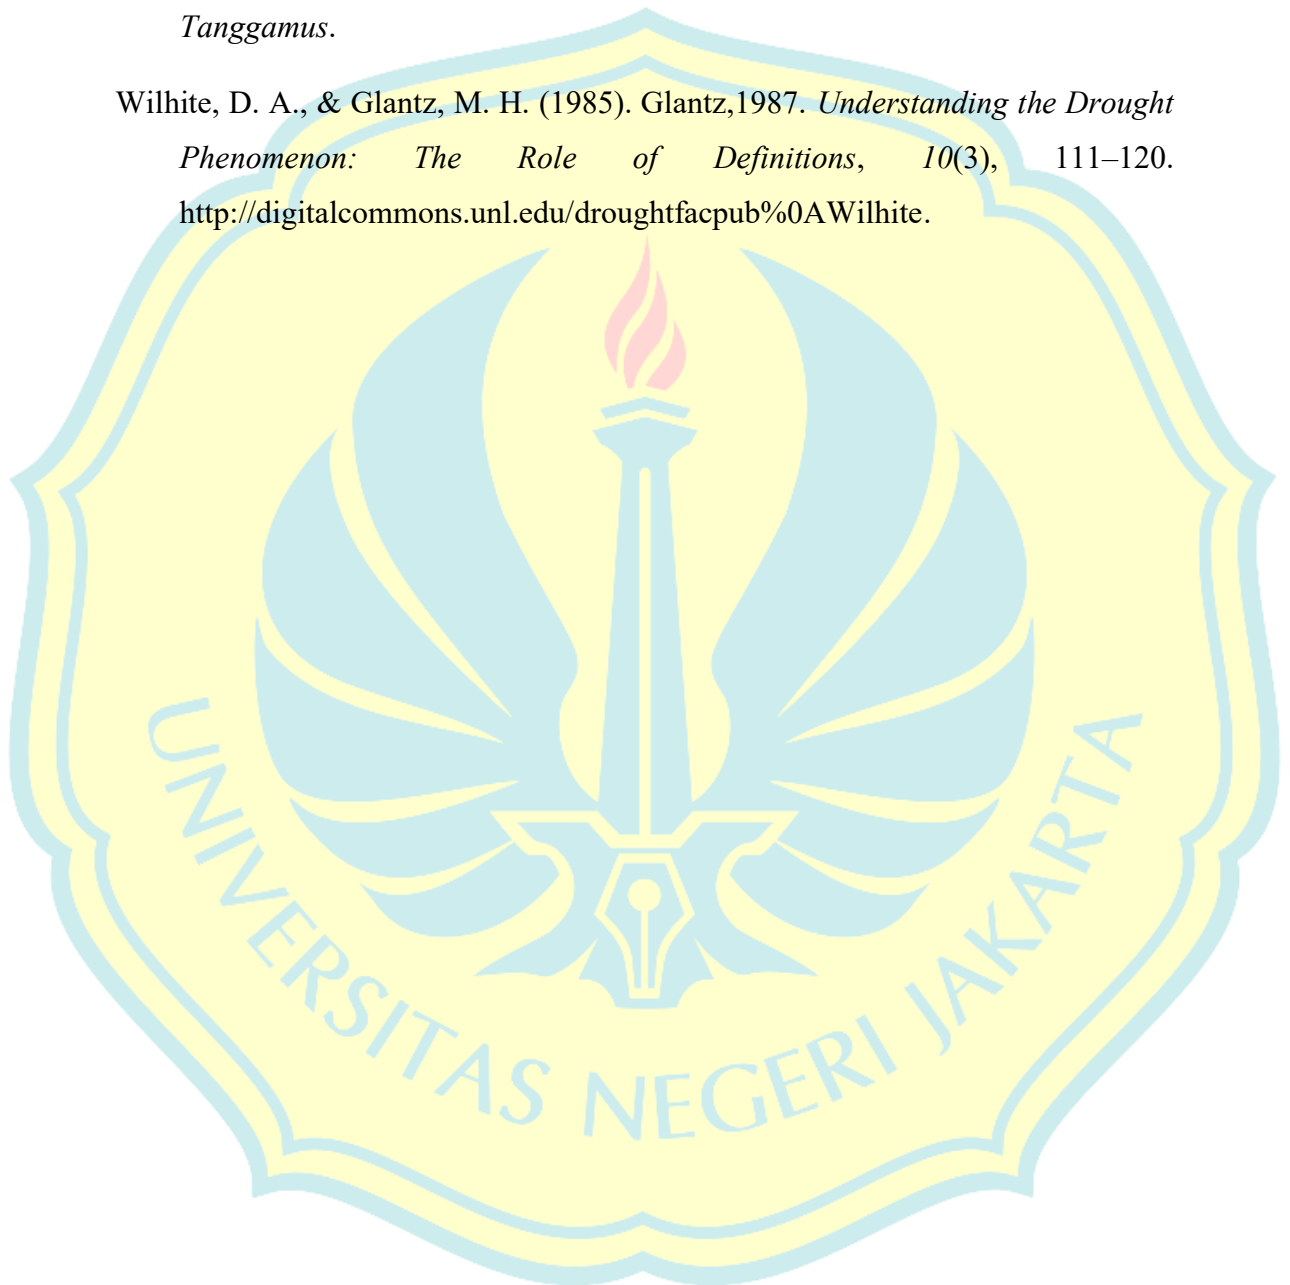 Tanggamus.
Wilhite, D. A., & Glantz, M. H. (1985). Glantz,1987. Understanding the Drought
Phenomenon: The Role of Definitions, 10(3), 111–120.
http://digitalcommons.unl.edu/droughtfacpub%0AWilhite.
UNIVERSITAS NEGERI JAKARTA